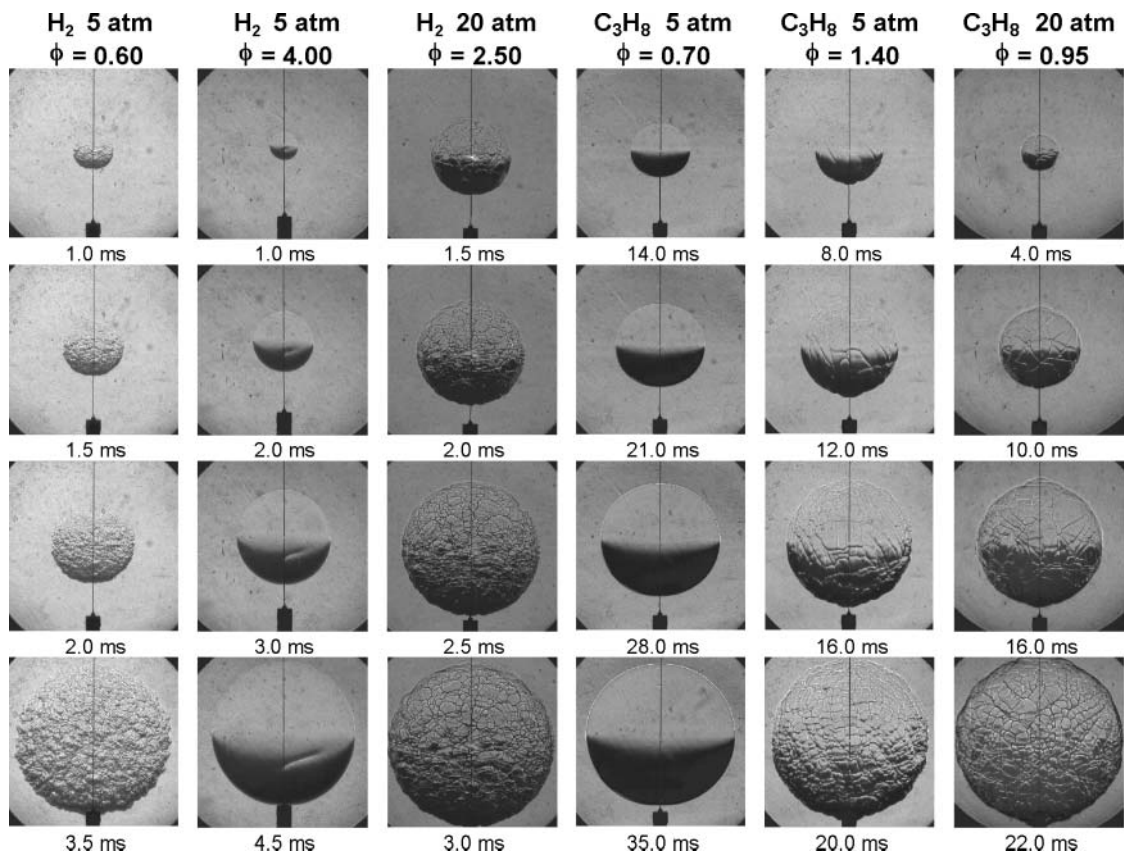 H2 5 atm H2 5 atm H2 20 atm C3H8 5 atm C3H8 5 atm C3H8 20 atm
ϕ = 0.60 ϕ = 4.00 ϕ = 2.50 ϕ = 0.70 ϕ = 1.40 ϕ = 0.95
1.0 ms 1.0 ms 1.5 ms 14.0 ms 8.0 ms 4.0 ms
1.5 ms 2.0 ms 2.0 ms 21.0 ms 12.0 ms 10.0 ms
2.0 ms 3.0 ms 2.5 ms 28.0 ms 16.0 ms 16.0 ms
3.5 ms 4.5 ms 3.0 ms 35.0 ms 20.0 ms 22.0 ms